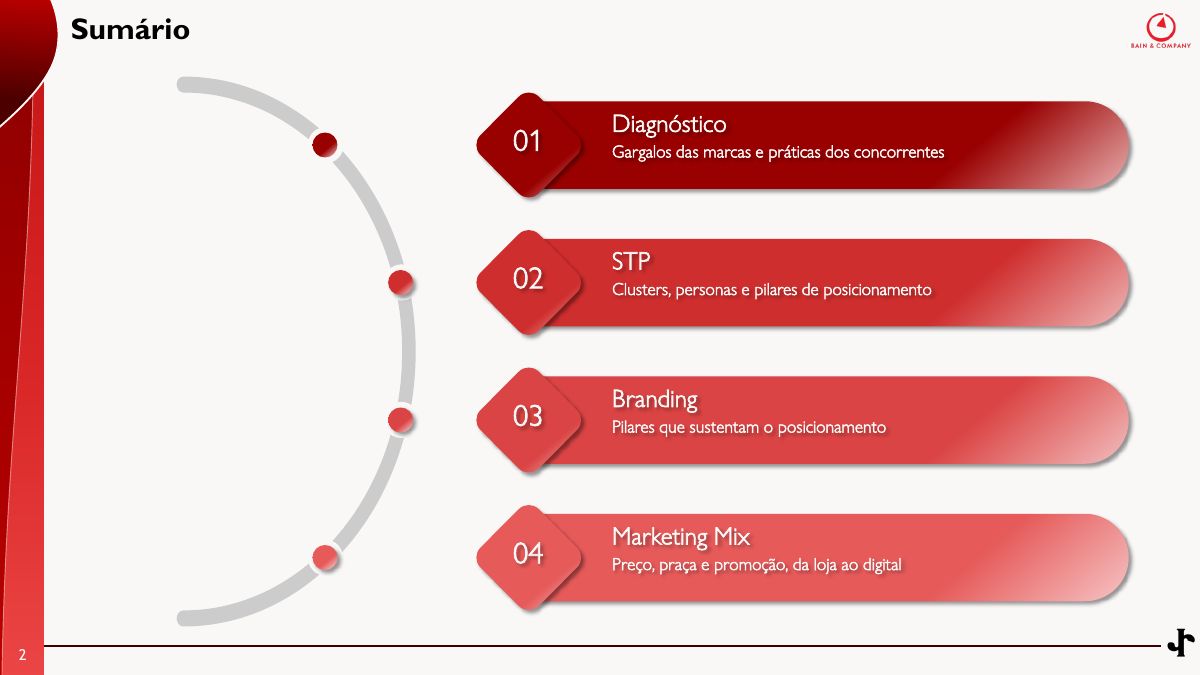 Sumário
BAIN & COMPANY
01
Diagnóstico
Gargalos das marcas e práticas dos concorrentes
02
STP
Clusters, personas e pilares de posicionamento
03
Branding
Pilares que sustentam o posicionamento
04
Marketing Mix
Preço, praça e promoção, da loja ao digital
2